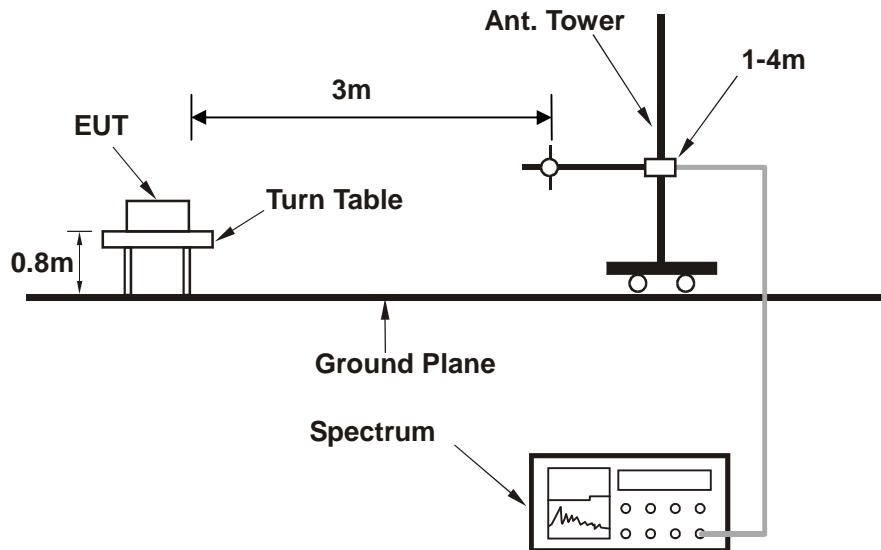 Ant. Tower
1-4m
3m
EUT
Turn Table
0.8m
Ground Plane
Spectrum